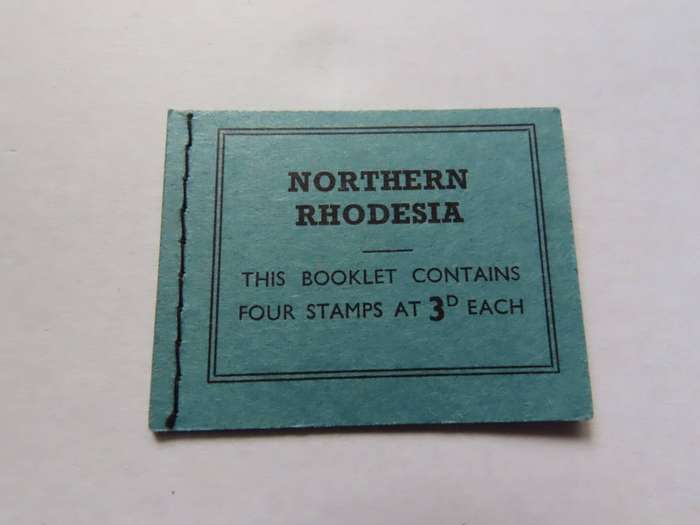 NORTHERN
RHODESIA
THIS BOOKLET CONTAINS
FOUR STAMPS AT 3D EACH